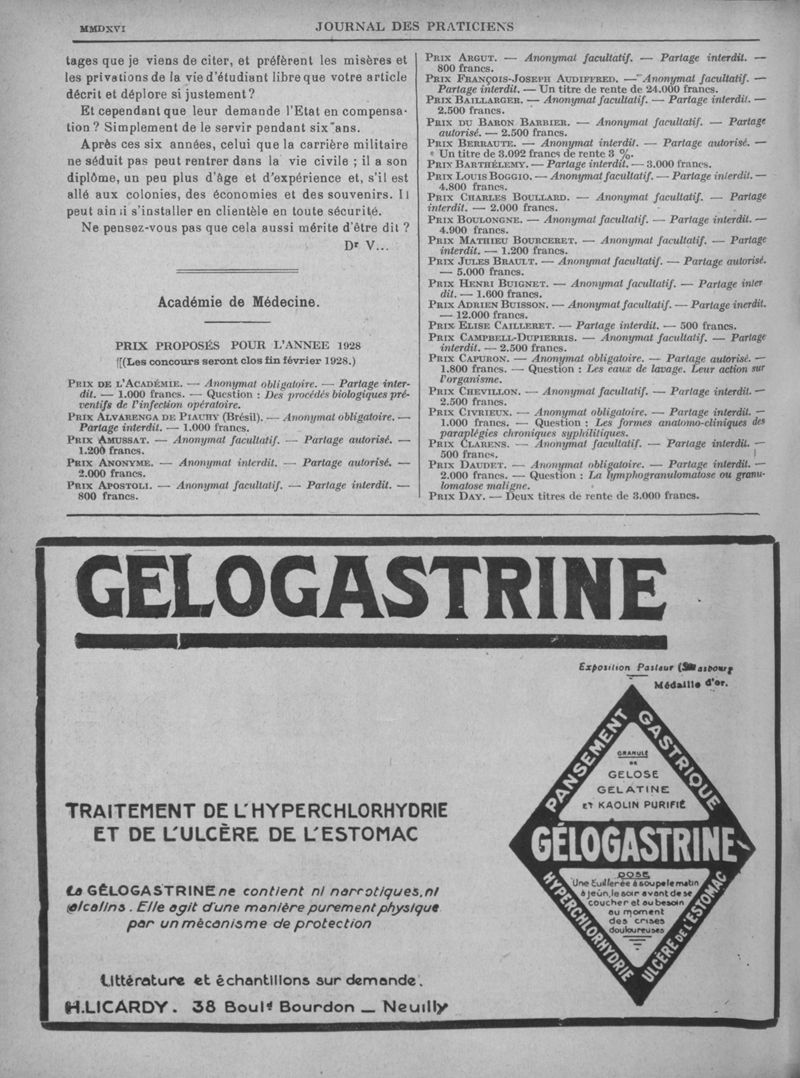 MMDXVI
JOURNAL DES PRATICIENS
tages que je viens de citer, et préfèrent les misères et
les privations de la vie d'étudiant libre que votre article
décrit et déplore si justement ?
Et cependant que leur demande l'Etat en compensa-
tion ? Simplement de le servir pendant six ans.
Après ces six années, celui que la carrière militaire
ne séduit pas peut rentrer dans la vie civile ; il a son
diplôme, un peu plus d'âge et d'expérience et, s'il est
allé aux colonies, des économies et des souvenirs. Il
peut ain i s'installer en clientèle en toute sécurité.
Ne pensez-vous pas que cela aussi mérite d'être dit ?
Dr V...
Académie de Médecine.
PRIX PROPOSÉS POUR L'ANNEE 1928
(Les concours seront clos fin février 1928.)
PRIX DE L'ACADÉMIE. — Anonymat obligatoire. — Partage inter-
dit. — 1.000 francs. — Question : Des procédés biologiques pré-
ventifs de l'infection opératoire.
PRIX ALVARENGA DE PIAUHY (Brésil). — Anonymat obligatoire. —
Partage interdit. — 1.000 francs.
PRIX AMUSSAT. — Anonymat facultatif. — Partage autorisé. —
1.200 francs.
PRIX ANONYME. — Anonymat interdit. — Partage autorisé. —
2.000 francs.
PRIX APOSTOLI. — Anonymat facultatif. — Partage interdit. —
800 francs.
PRIX ARGUT. — Anonymat facultatif. — Partage interdit. —
800 francs.
PRIX FRANÇOIS-JOSEPH AUDIFFRED. — Anonymat facultatif. —
Partage interdit. — Un titre de rente de 24.000 francs.
PRIX BAILLARGER. — Anonymat facultatif. — Partage interdit. —
2.500 francs.
PRIX DU BARON BARBIER. — Anonymat facultatif. — Partage
autorisé. — 2.500 francs.
PRIX BERRAUTE. — Anonymat interdit. — Partage autorisé. —
Un titre de 3.092 francs de rente 3 %.
PRIX BARTHÉLEMY. — Partage interdit. — 3.000 francs.
PRIX LOUIS BOGGIO. — Anonymat facultatif. — Partage interdit. —
4.800 francs.
PRIX CHARLES BOULLARD. — Anonymat facultatif. — Partage
interdit. — 2.000 francs.
PRIX BOULONGNE. — Anonymat facultatif. — Partage interdit. —
4.900 francs.
PRIX MATHIEU BOURCERET. — Anonymat facultatif. — Partage
interdit. — 1.200 francs.
PRIX JULES BRAULT. — Anonymat facultatif. — Partage autorisé.
— 5.000 francs.
PRIX HENRI BUIGNET. — Anonymat facultatif. — Partage inter
dit. — 1.600 francs.
PRIX ADRIEN BUISSON. — Anonymat facultatif. — Partage inerdit.
— 12.000 francs.
PRIX ELISE CAILLERET. — Partage interdit. — 500 francs.
PRIX CAMPBELL-DUPIERRIS. — Anonymat facultatif. — Partage
interdit. — 2.500 francs.
PRIX CAPURON. — Anonymat obligatoire. — Partage autorisé. —
1.800 francs. — Question : Les eaux de lavage. Leur action sur
l'organisme.
PRIX CHEVILLON. — Anonymat facultatif. — Partage interdit. —
2.500 francs.
PRIX CIVRIEUX. — Anonymat obligatoire. — Partage interdit. —
1.000 francs. — Question : Les formes anatomo-cliniques des
paraplégies chroniques syphilitiques.
PRIX CLARENS. — Anonymat facultatif. — Partage interdit. —
500 francs.
PRIX DAUDET. — Anonymat obligatoire. — Partage interdit. —
2.000 francs. — Question : La lymphogranulomatose ou granu-
lomatose maligne.
PRIX DAY. — Deux titres de rente de 3.000 francs.
GÉLOGASTRINE
Exposition Pasteur (Strasbourg
Médaille d'or.
PANSEMENT GASTRIQUE
GRANULÉ
DE
GELOSE
GELATINE
ET KAOLIN PURIFIÉ
GÉLOGASTRINE
DOSE
Une Cuillerée à soupe le matin
à jeûn, le soir avant de se
coucher et au besoin
au moment
des crises
douloureuses
HYPERCHLORHYDRIE
ULCÈRE DE L'ESTOMAC
TRAITEMENT DE L'HYPERCHLORHYDRIE
ET DE L'ULCÈRE DE L'ESTOMAC
La GÉLOGASTRINE ne contient ni narcotiques, ni
alcalins. Elle agit d'une manière purement physique
par un mécanisme de protection
Littérature et échantillons sur demande.
H. LICARDY. 38 Boulᵈ Bourdon — Neuilly